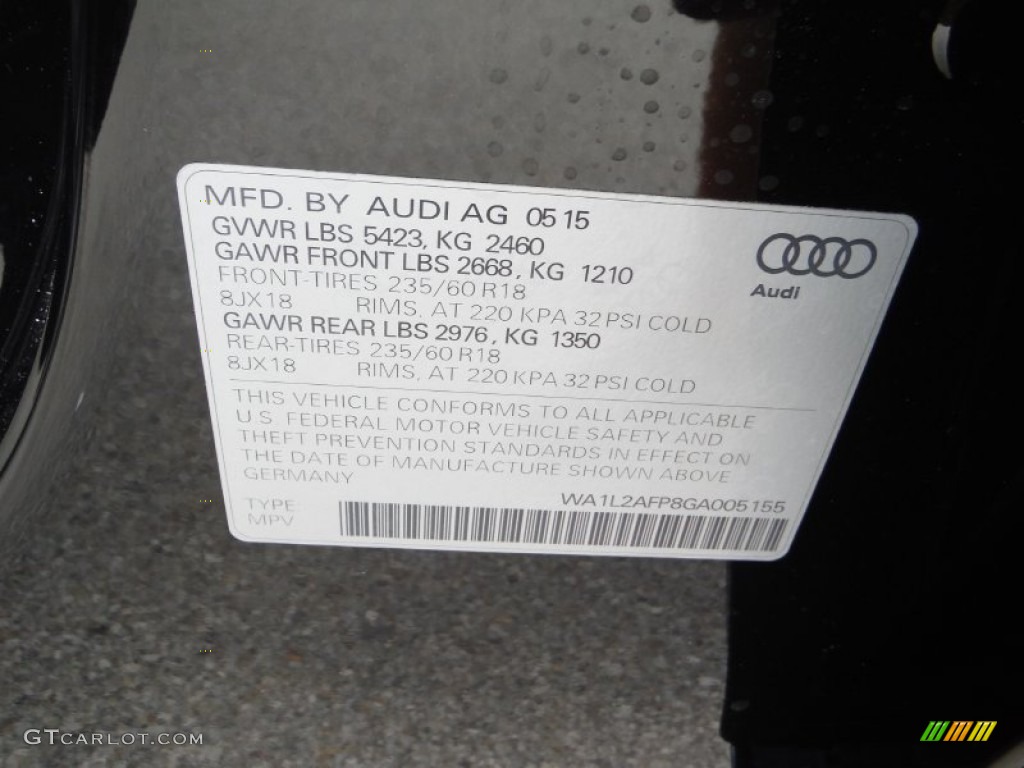 MFD. BY AUDI AG 05 15
GVWR LBS 5423, KG 2460
GAWR FRONT LBS 2668, KG 1210
FRONT-TIRES 235/60 R18
8JX18 RIMS, AT 220 KPA 32 PSI COLD
GAWR REAR LBS 2976, KG 1350
REAR-TIRES 235/60 R18
8JX18 RIMS, AT 220 KPA 32 PSI COLD
Audi
THIS VEHICLE CONFORMS TO ALL APPLICABLE
U.S. FEDERAL MOTOR VEHICLE SAFETY AND
THEFT PREVENTION STANDARDS IN EFFECT ON
THE DATE OF MANUFACTURE SHOWN ABOVE
GERMANY
WA1L2AFP8GA005155
TYPE:
MPV
GTCARLOT.COM